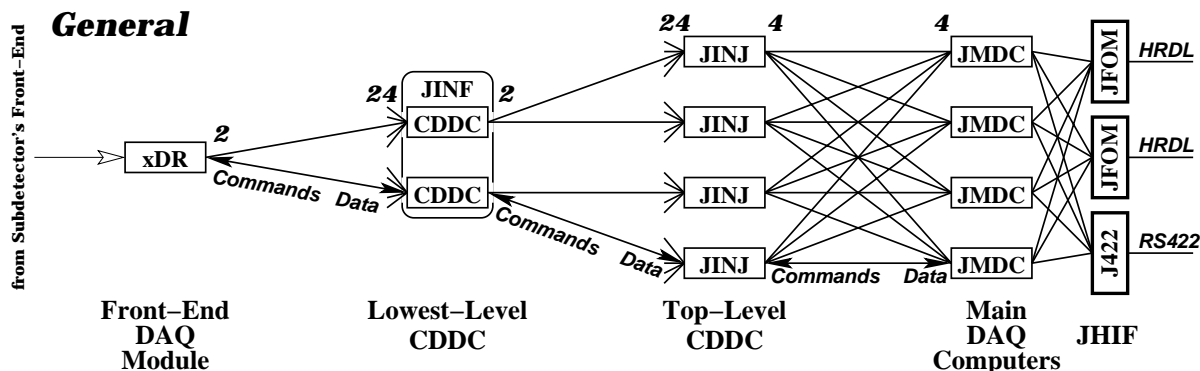 General
from Subdetector's Front-End
xDR
2
Commands Data
24
JINF
2
CDDC
CDDC
Commands Data
24
4
JINJ
JINJ
JINJ
JINJ
Commands Data
4
JMDC
JMDC
JMDC
JMDC
JFOM
HRDL
JFOM
HRDL
J422
RS422
Front-End
DAQ
Module
Lowest-Level
CDDC
Top-Level
CDDC
Main
DAQ
Computers
JHIF